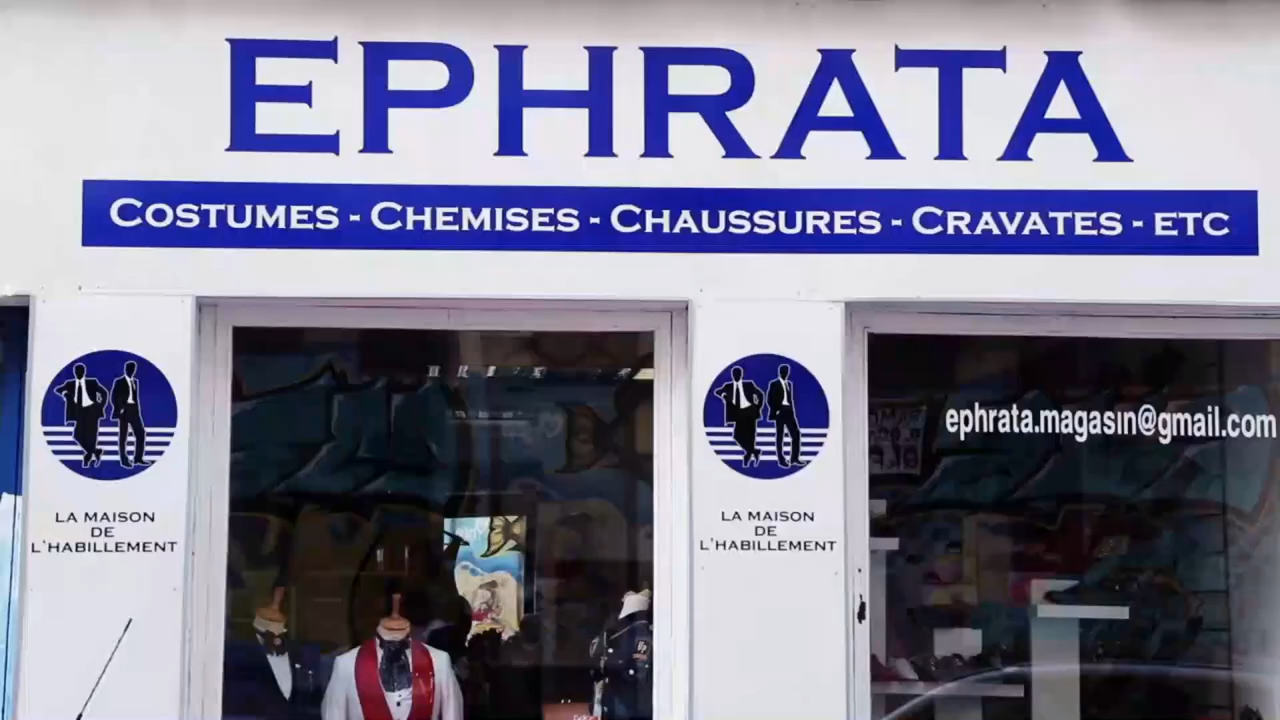 EPHRATA
COSTUMES - CHEMISES - CHAUSSURES - CRAVATES - ETC
LA MAISON
DE
L'HABILLEMENT
LA MAISON
DE
L'HABILLEMENT
ephrata.magasin@gmail.com